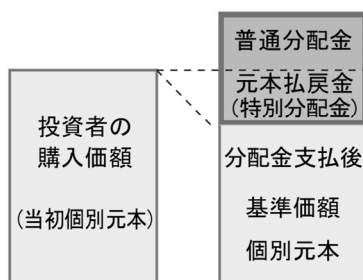 投資者の
購入価額
(当初個別元本)
普通分配金
元本払戻金
(特別分配金)
分配金支払後
基準価額
個別元本